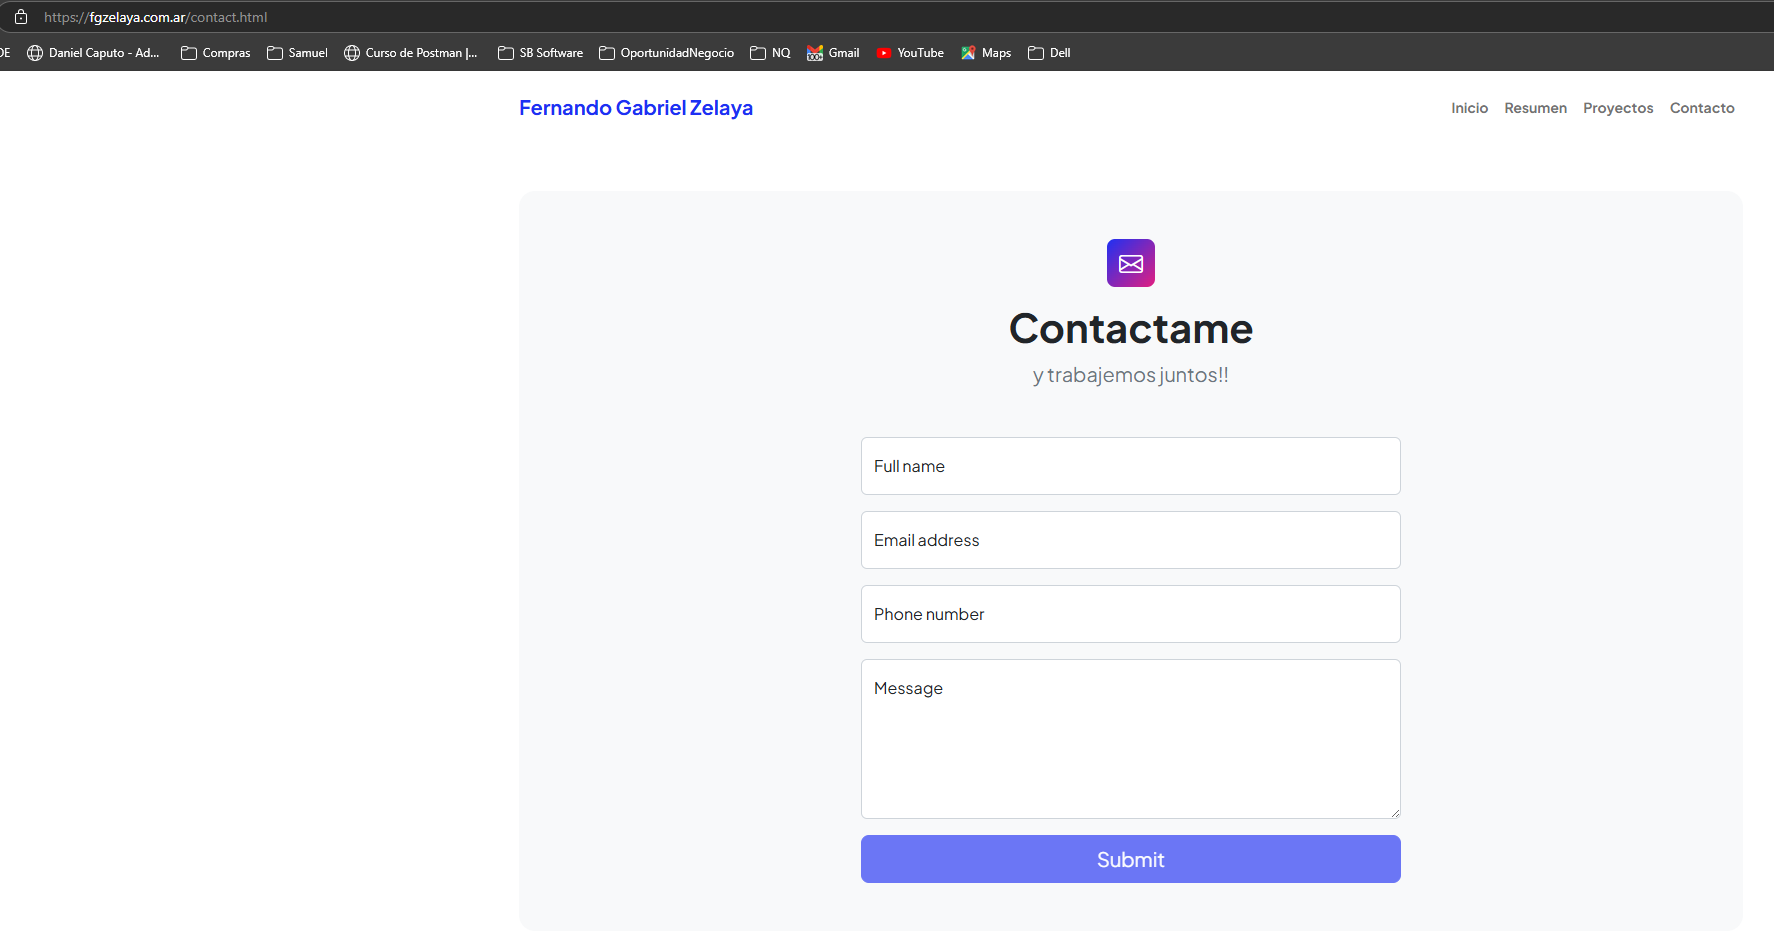 https://fgzelaya.com.ar/contact.html
DE Daniel Caputo - Ad... Compras Samuel Curso de Postman |... SB Software OportunidadNegocio NQ Gmail YouTube Maps Dell
Fernando Gabriel Zelaya Inicio Resumen Proyectos Contacto
Contactame
y trabajemos juntos!!
Full name
Email address
Phone number
Message
Submit